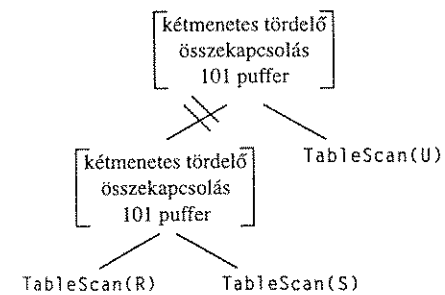 kétmenetes tördelő
összekapcsolás
101 puffer
TableScan(U)
kétmenetes tördelő
összekapcsolás
101 puffer
TableScan(R) TableScan(S)